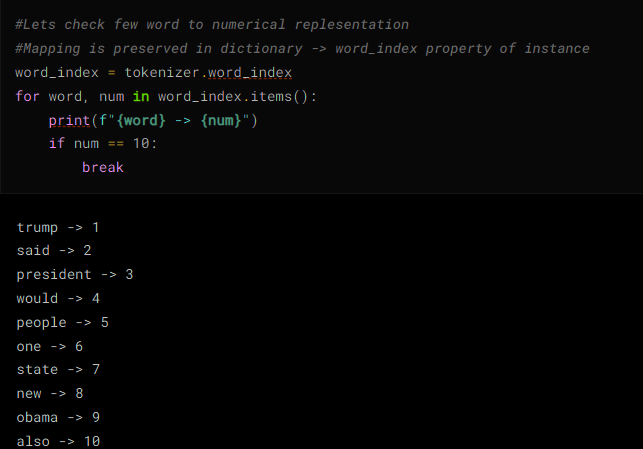 #Lets check few word to numerical replesentation
#Mapping is preserved in dictionary -> word_index property of instance
word_index = tokenizer.word_index
for word, num in word_index.items():
    print(f"{word} -> {num}")
    if num == 10:
        break
trump -> 1
said -> 2
president -> 3
would -> 4
people -> 5
one -> 6
state -> 7
new -> 8
obama -> 9
also -> 10